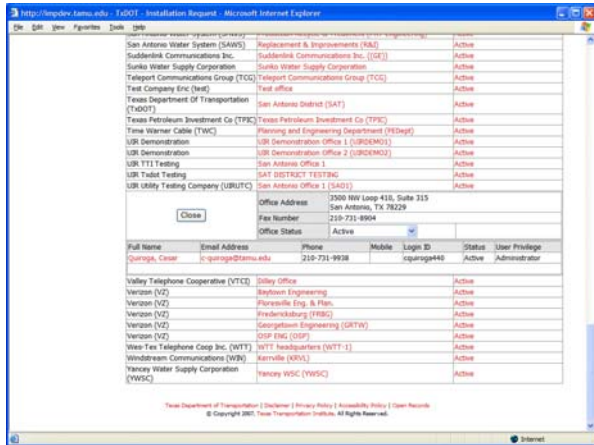 http://impdev.tamu.edu - TxDOT - Installation Request - Microsoft Internet Explorer
File Edit View Favorites Tools Help
San Antonio Water System (SAWS) Replacement & Improvements (R&I) Active
Suddenlink Communications Inc. Suddenlink Communications Inc. ((GE)) Active
Sunko Water Supply Corporation Sunko Water Supply Corporation Active
Teleport Communications Group (TCG) Teleport Communications Group (TCG) Active
Test Company Eric (test) Test office Active
Texas Department Of Transportation (TxDOT) San Antonio District (SAT) Active
Texas Petroleum Investment Co (TPIC) Texas Petroleum Investment Co (TPIC) Active
Time Warner Cable (TWC) Planning and Engineering Department (PEDept) Active
UIR Demonstration UIR Demonstration Office 1 (UIRDEMO1) Active
UIR Demonstration UIR Demonstration Office 2 (UIRDEMO2) Active
UIR TTI Testing San Antonio Office 1 Active
UIR Txdot Testing SAT DISTRICT TESTING Active
UIR Utility Testing Company (UIRUTC) San Antonio Office 1 (SAO1) Active
Close
Office Address 3500 NW Loop 410, Suite 315
San Antonio, TX 78229
Fax Number 210-731-8904
Office Status Active
Full Name Email Address Phone Mobile Login ID Status User Privilege
Quiroga, Cesar c-quiroga@tamu.edu 210-731-9938 cquiroga440 Active Administrator
Valley Telephone Cooperative (VTCI) Dilley Office Active
Verizon (VZ) Baytown Engineering Active
Verizon (VZ) Floresville Eng. & Plan. Active
Verizon (VZ) Fredericksburg (FRBG) Active
Verizon (VZ) Georgetown Engineering (GRTW) Active
Verizon (VZ) OSP ENG (OSP) Active
Wes-Tex Telephone Coop Inc. (WTT) WTT headquarters (WTT-1) Active
Windstream Communications (WIN) Kerrville (KRVL) Active
Yancey Water Supply Corporation (YWSC) Yancey WSC (YWSC) Active
Texas Department of Transportation | Disclaimer | Privacy Policy | Accessibility Policy | Open Records
© Copyright 2007, Texas Transportation Institute. All Rights Reserved.
Internet